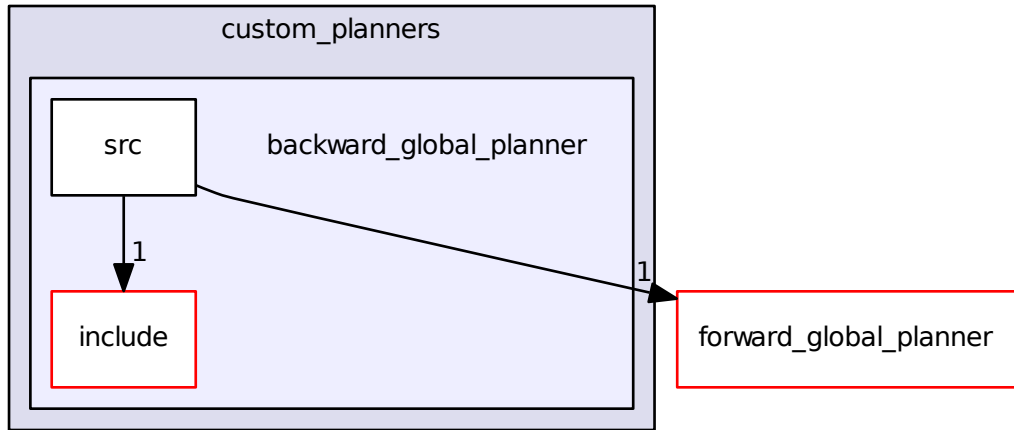 custom_planners
src
backward_global_planner
1
1
include
forward_global_planner